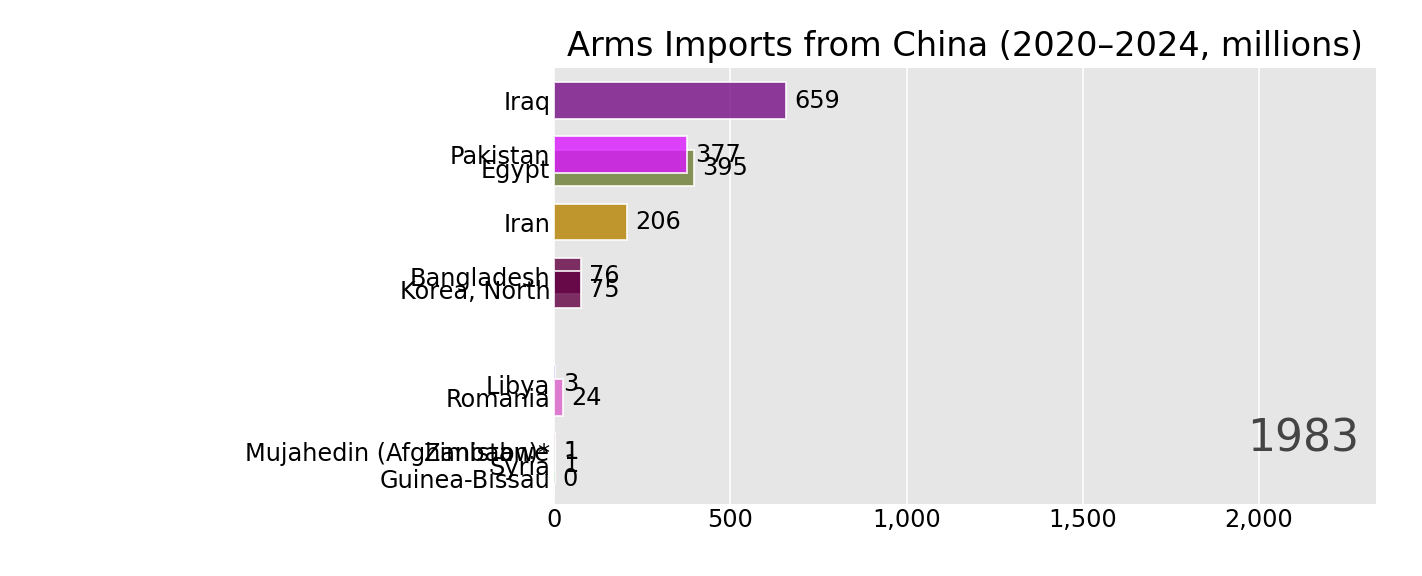 Arms Imports from China (2020–2024, millions)
Iraq 659
Pakistan 377
Egypt 395
Iran 206
Bangladesh 76
Korea, North 75
Libya 3
Romania 24
Mujahedin (Afghanistan)* 1
Zimbabwe
Syria 1
Guinea-Bissau 0
1983
0 500 1,000 1,500 2,000